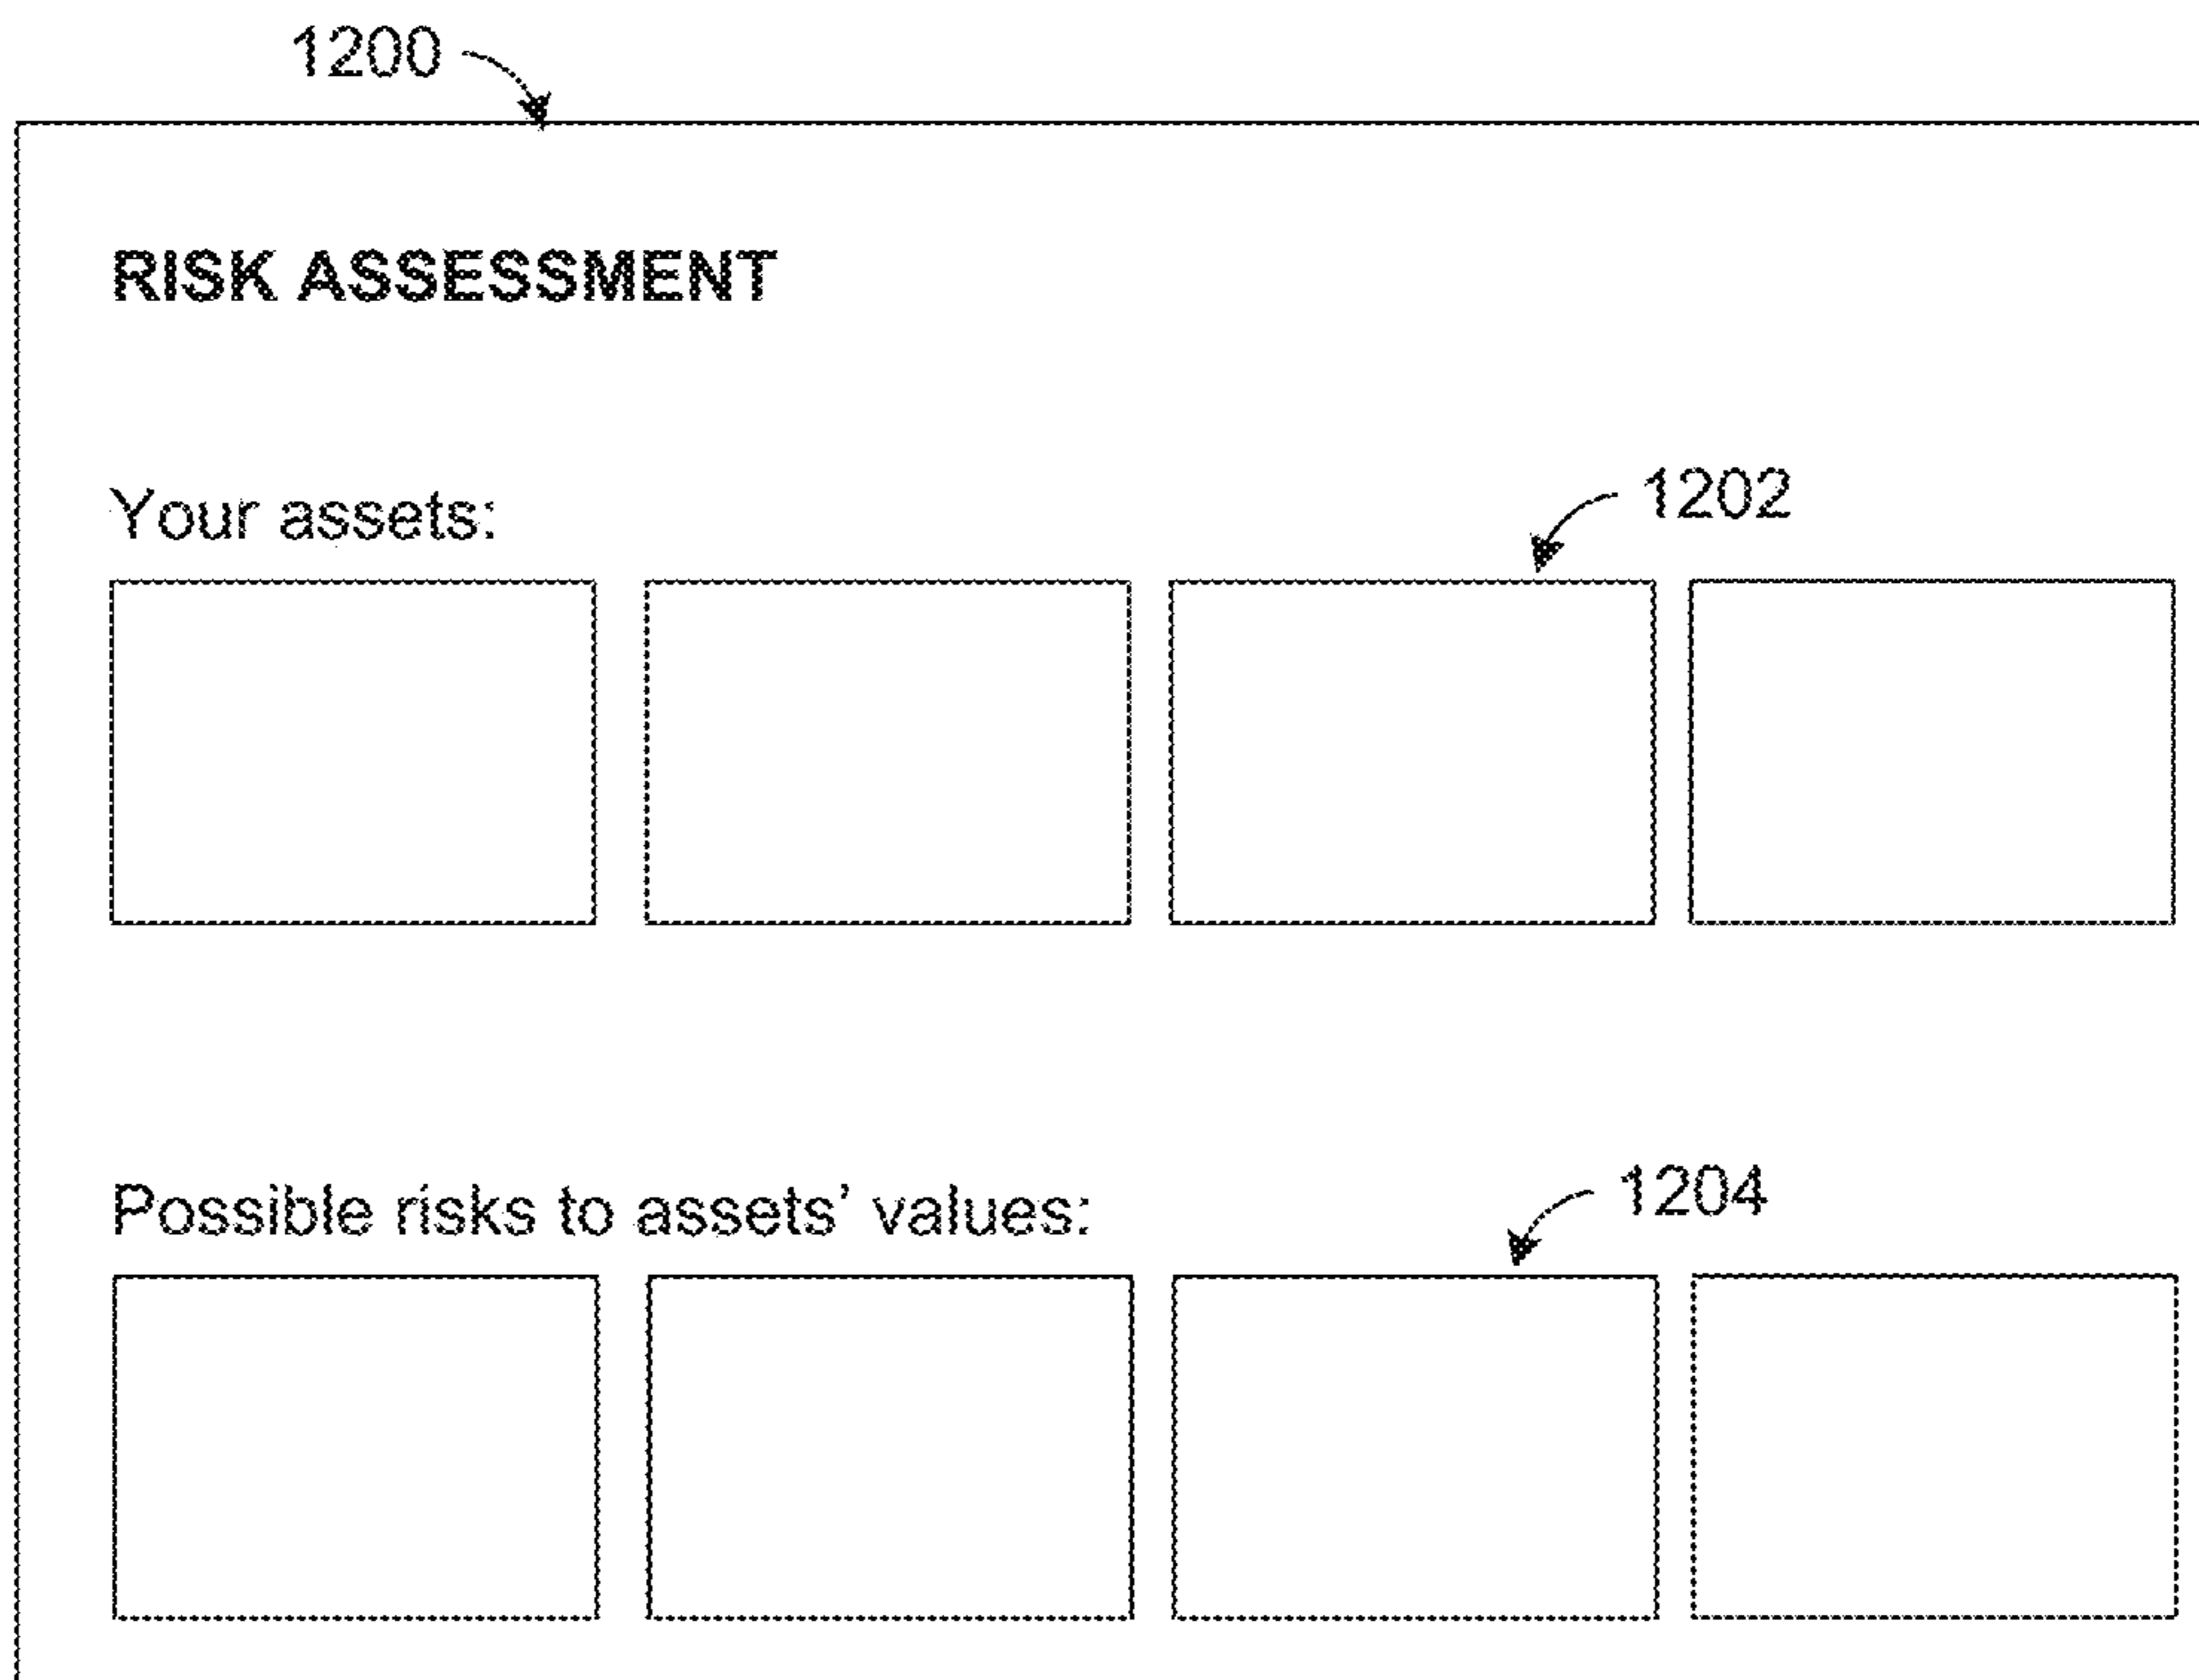 1200
RISK ASSESSMENT
Your assets:
1202
Possible risks to assets’ values:
1204